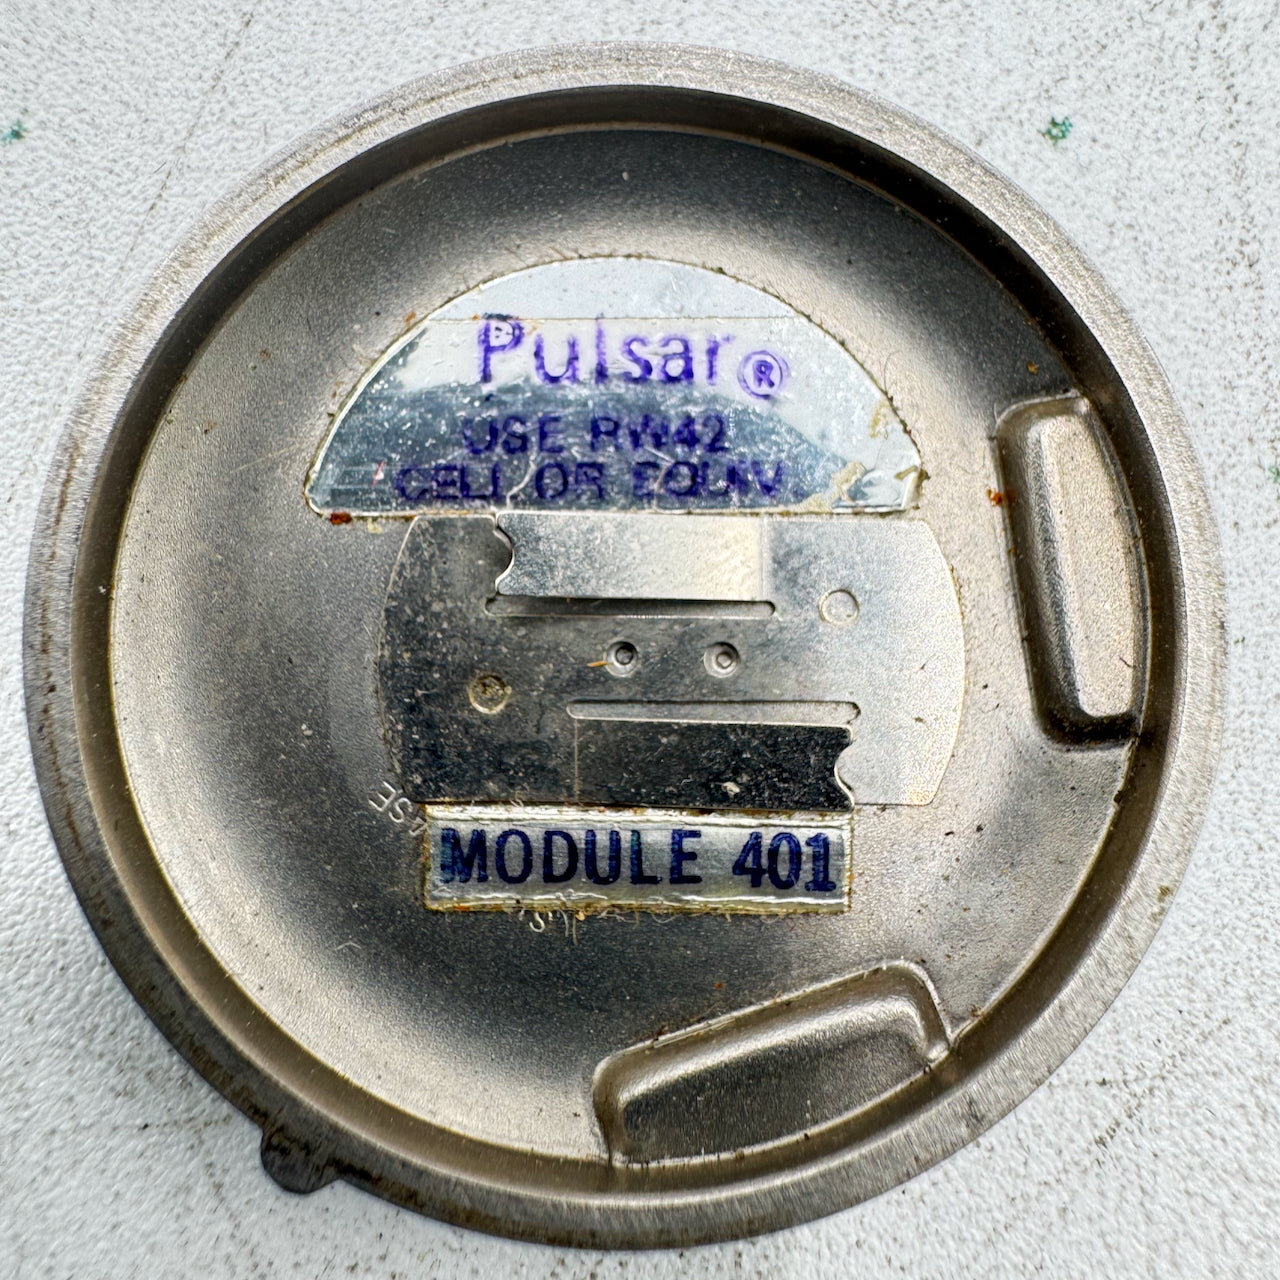 Pulsar®
USE RW42
CELL OR EQUIV
MODULE 401